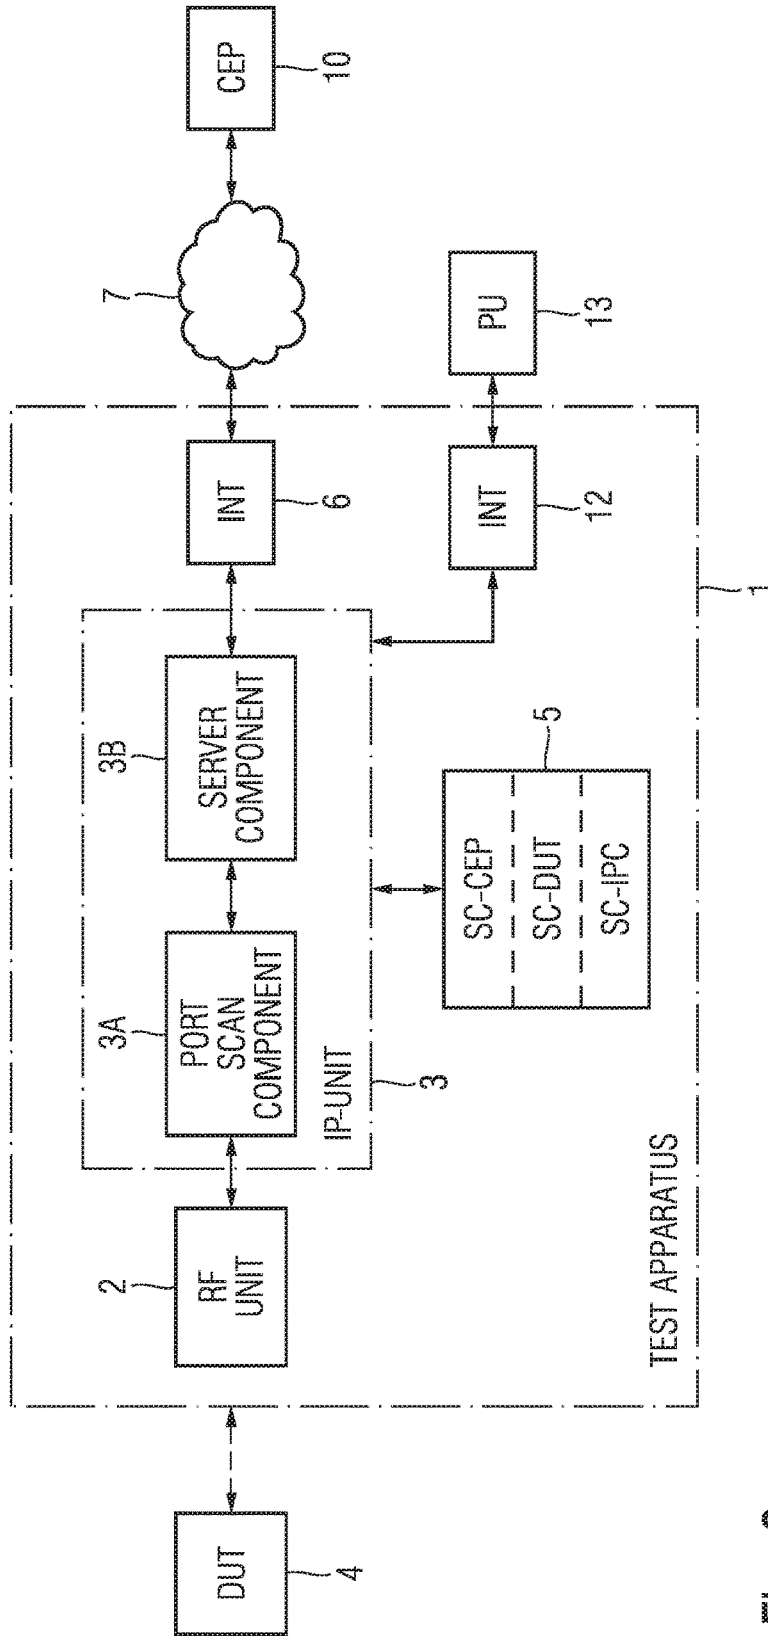 2
3A
3B
7
DUT
RF
UNIT
PORT
SCAN
COMPONENT
SERVER
COMPONENT
INT
CEP
4
IP-UNIT
6
10
3
INT
PU
12
13
5
SC-CEP
SC-DUT
SC-IPC
TEST APPARATUS
1